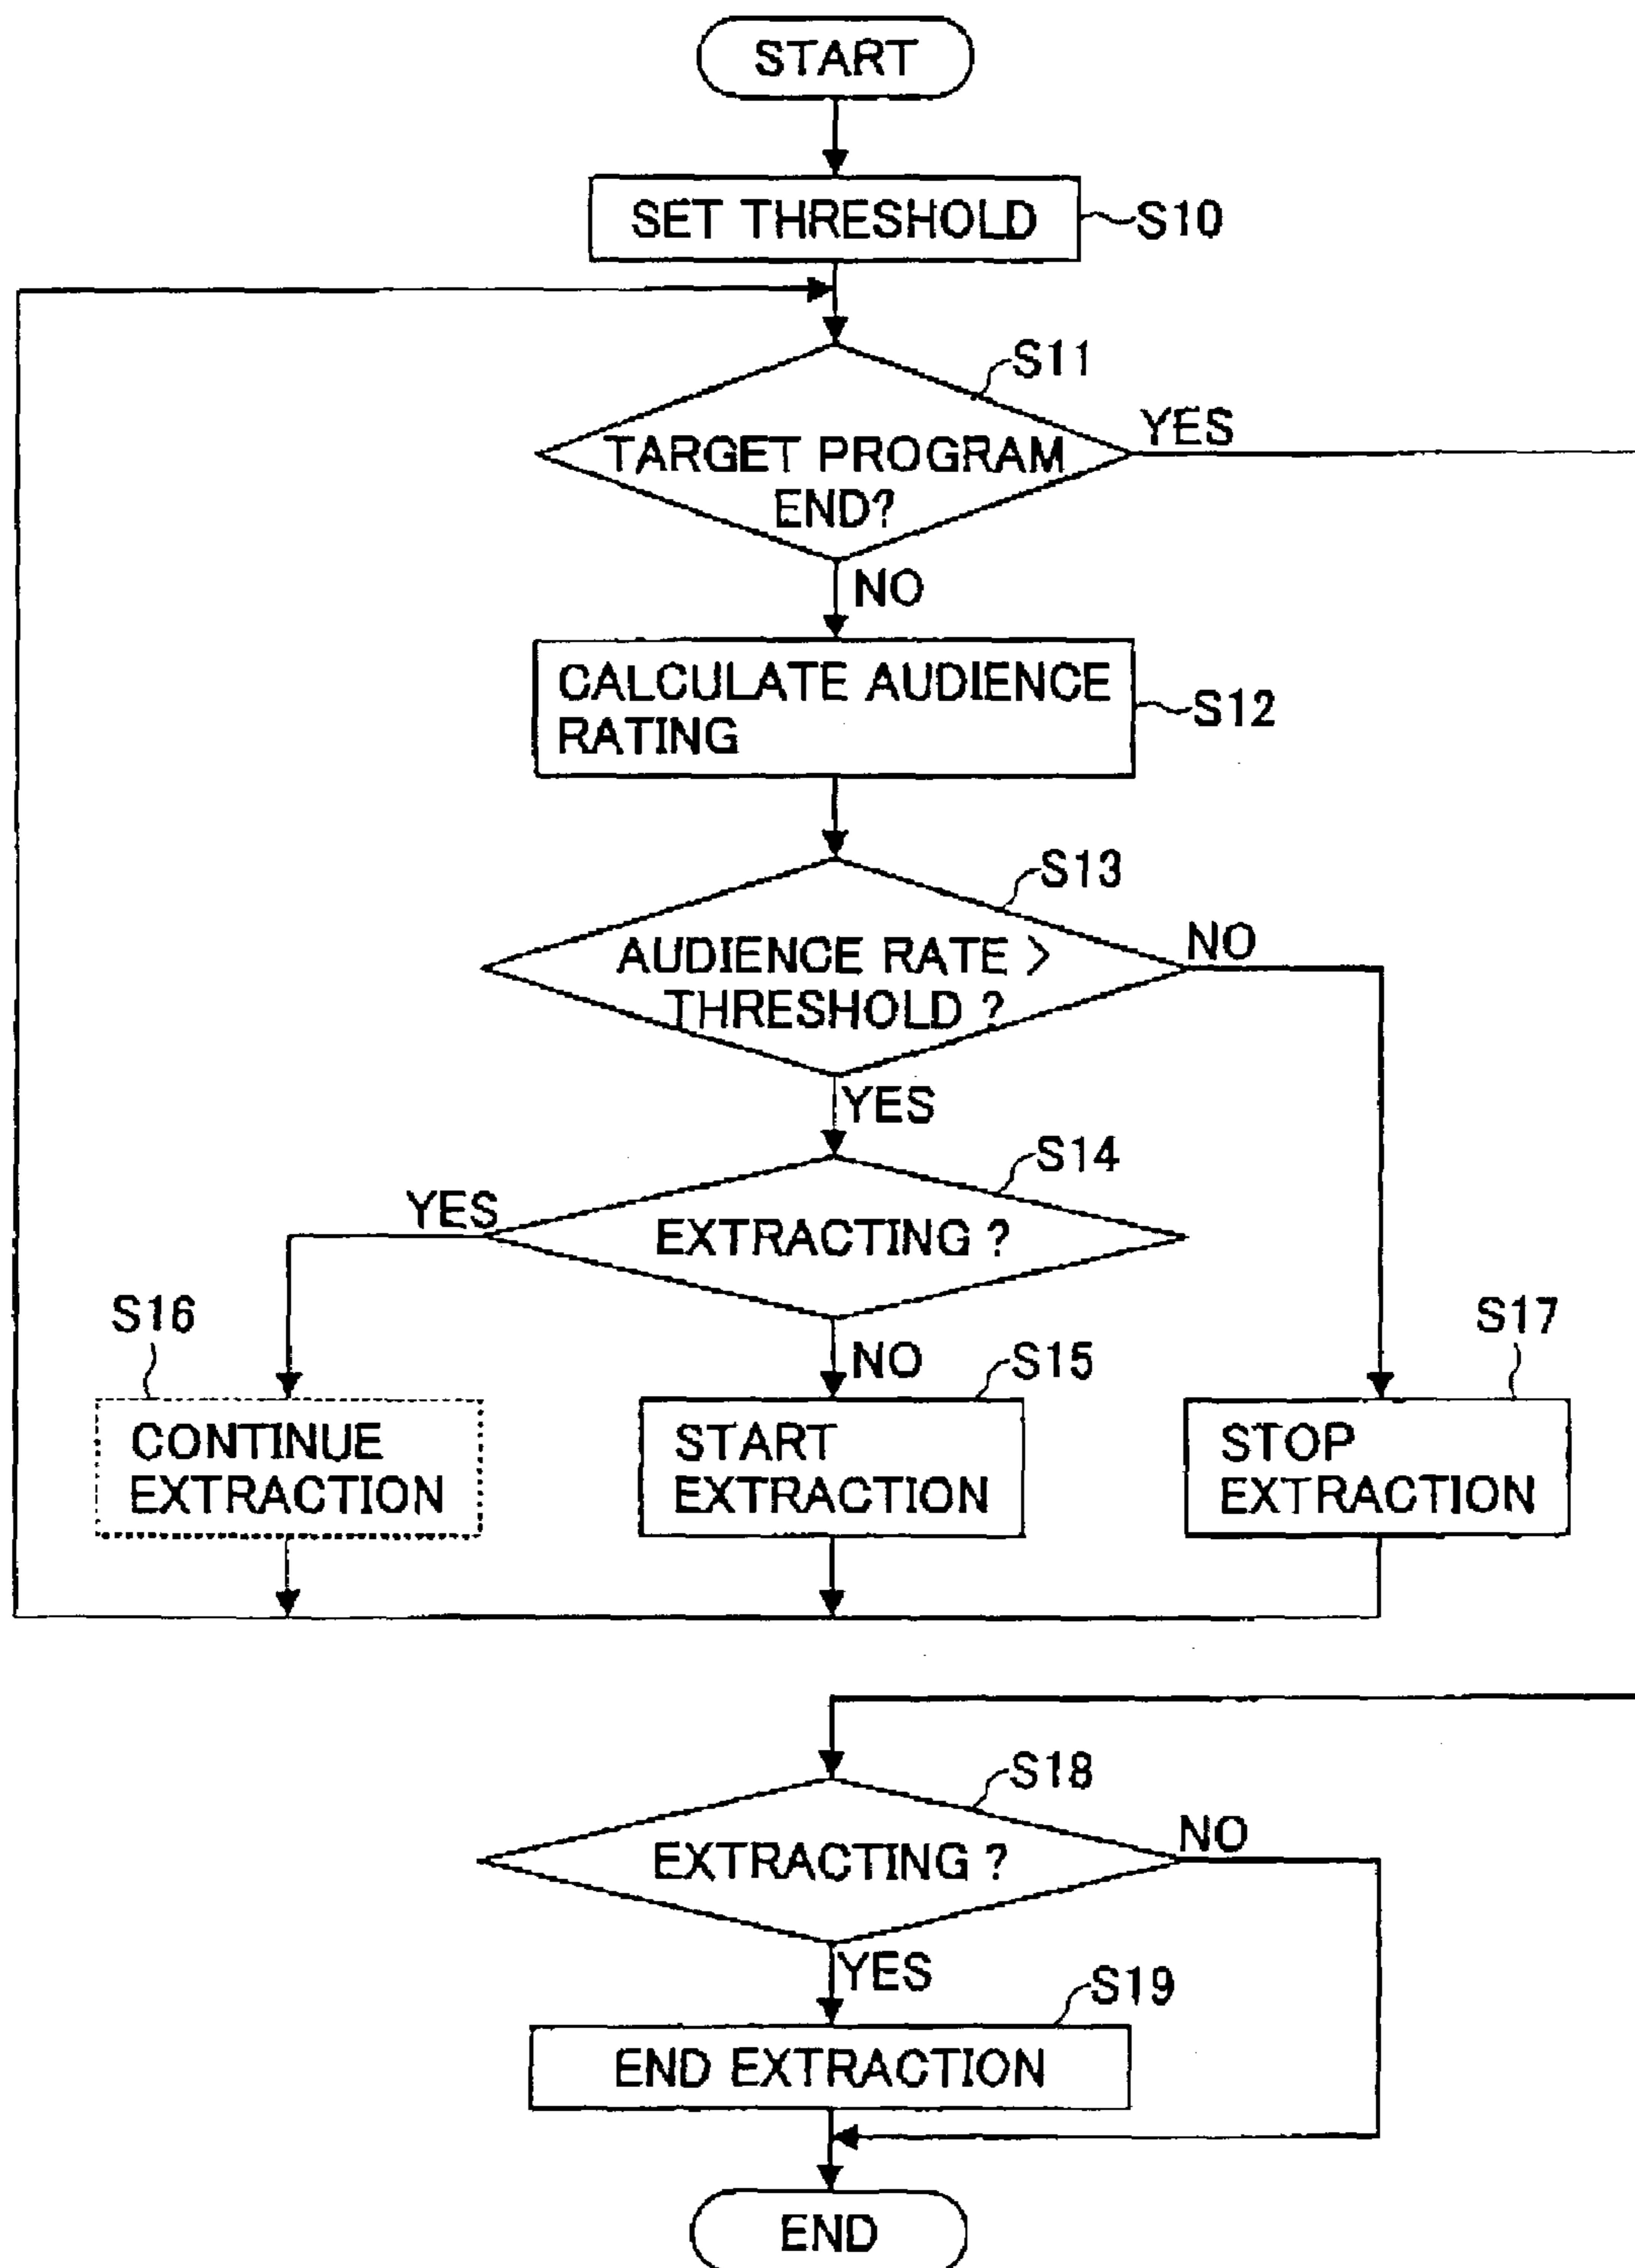 START
SET THRESHOLD
S10
S11
TARGET PROGRAM
END?
YES
NO
CALCULATE AUDIENCE
RATING
S12
S13
AUDIENCE RATE >
THRESHOLD ?
NO
YES
S14
EXTRACTING ?
YES
NO
S16
CONTINUE
EXTRACTION
S15
START
EXTRACTION
S17
STOP
EXTRACTION
S18
EXTRACTING ?
NO
YES
S19
END EXTRACTION
END